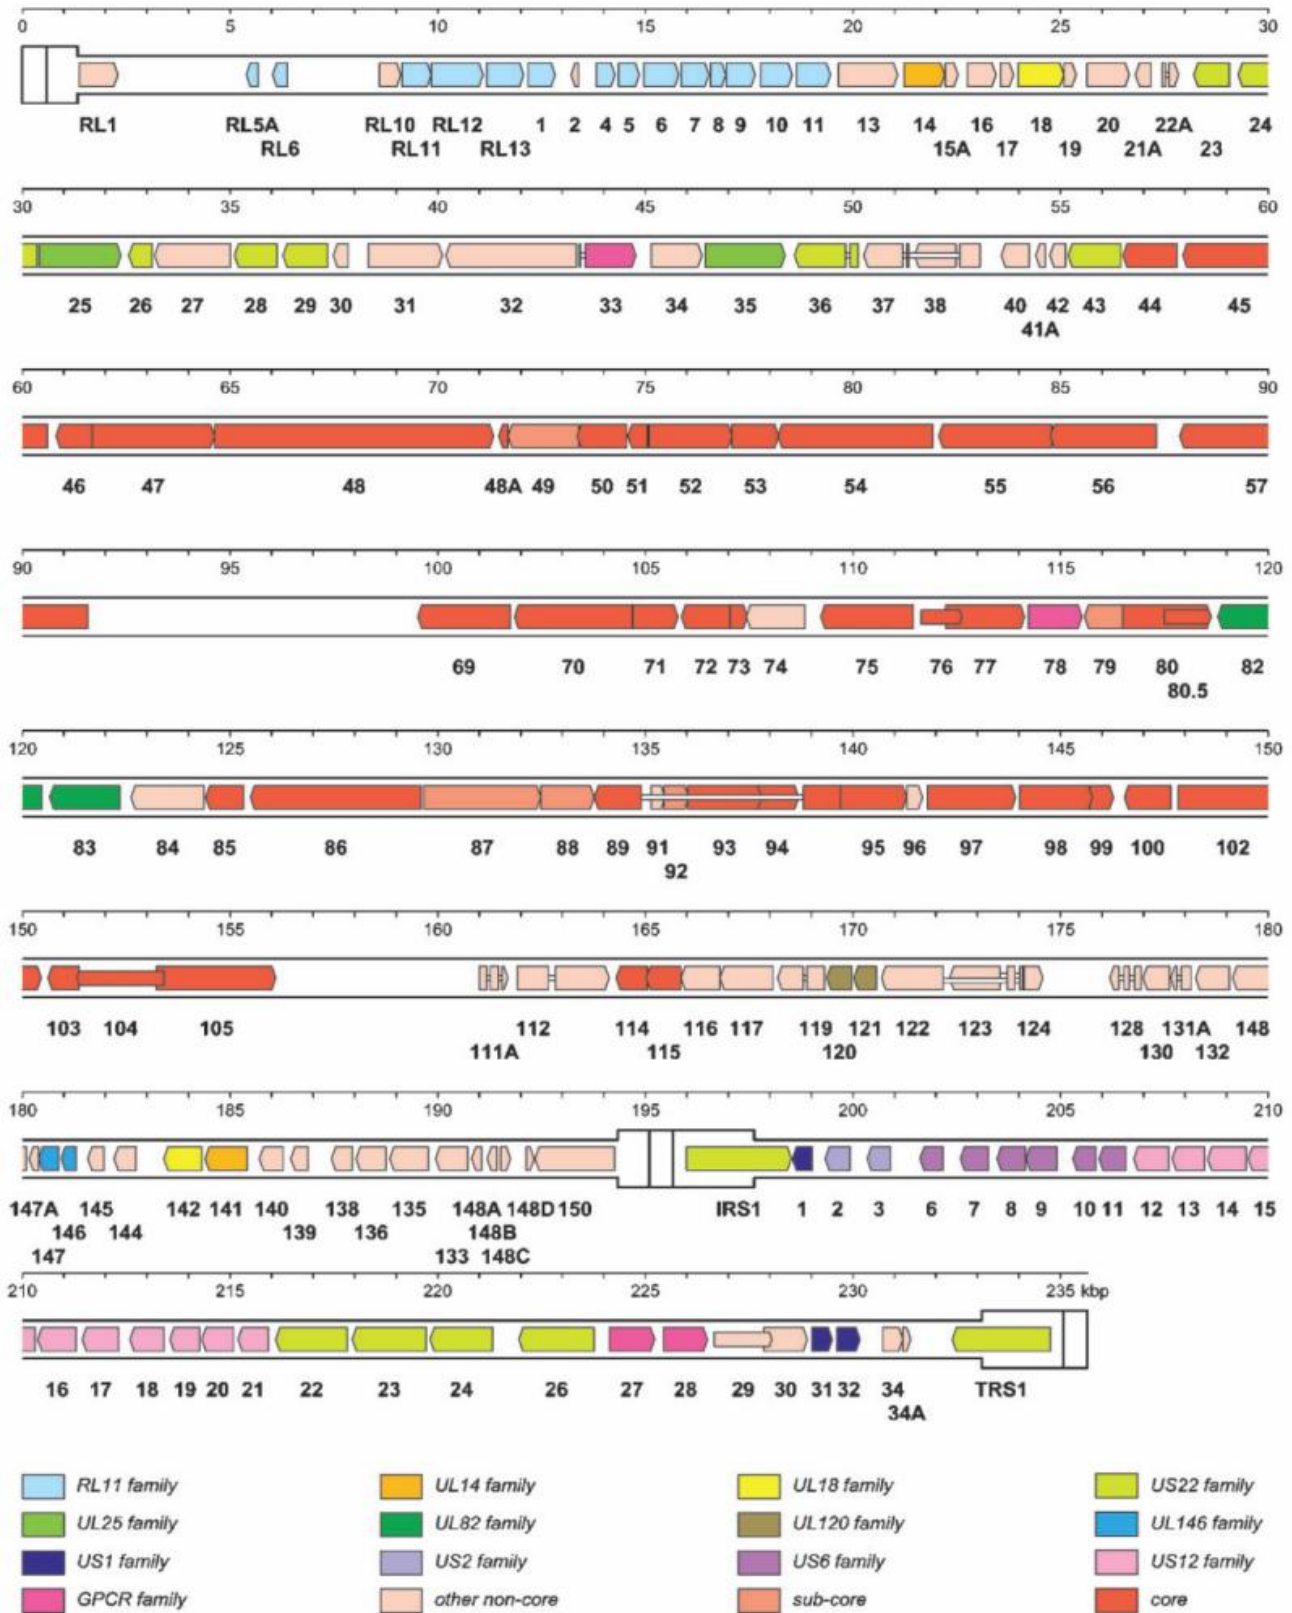 0 5 10 15 20 25 30
RL1 RL5A RL10 RL12 1 2 4 5 6 7 8 9 10 11 13 14 16 18 20 22A 24
RL6 RL11 RL13 15A 17 19 21A 23
30 35 40 45 50 55 60
25 26 27 28 29 30 31 32 33 34 35 36 37 38 40 42 43 44 45
41A
60 65 70 75 80 85 90
46 47 48 48A 49 50 51 52 53 54 55 56 57
90 95 100 105 110 115 120
69 70 71 72 73 74 75 76 77 78 79 80 82
80.5
120 125 130 135 140 145 150
83 84 85 86 87 88 89 91 93 94 95 96 97 98 99 100 102
92
150 155 160 165 170 175 180
103 104 105 112 114 116 117 119 121 122 123 124 128 131A 148
111A 115 120 130 132
180 185 190 195 200 205 210
147A 145 142 141 140 138 135 148A 148D 150 IRS1 1 2 3 6 7 8 9 10 11 12 13 14 15
146 144 139 136 148B
147 133 148C
210 215 220 225 230 235 kbp
16 17 18 19 20 21 22 23 24 26 27 28 29 30 31 32 34 TRS1
34A
RL11 family UL14 family UL18 family US22 family
UL25 family UL82 family UL120 family UL146 family
US1 family US2 family US6 family US12 family
GPCR family other non-core sub-core core